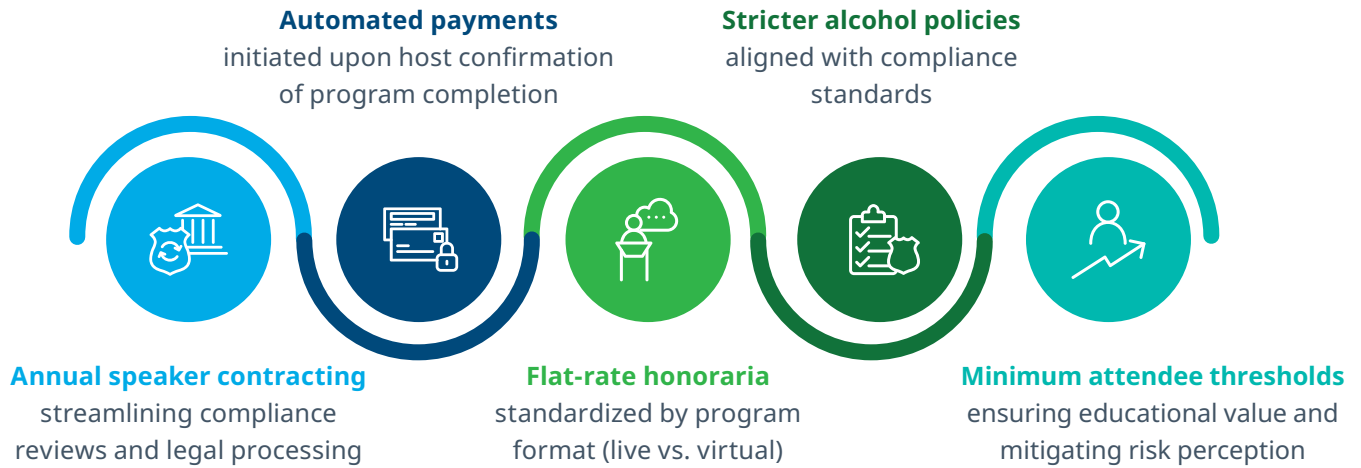 Automated payments
initiated upon host confirmation
of program completion
Stricter alcohol policies
aligned with compliance
standards
Annual speaker contracting
streamlining compliance
reviews and legal processing
Flat-rate honoraria
standardized by program
format (live vs. virtual)
Minimum attendee thresholds
ensuring educational value and
mitigating risk perception